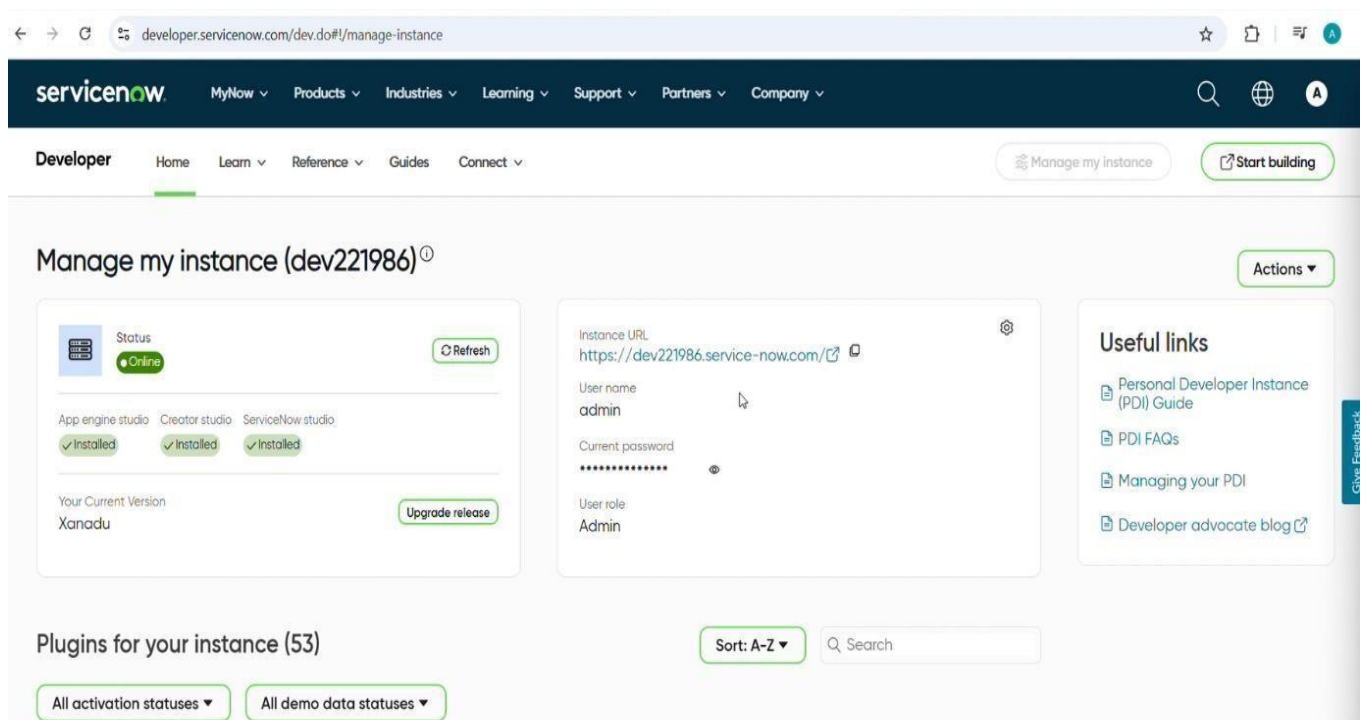 developer.servicenow.com/dev.do#!/manage-instance
A
servicenow. MyNow Products Industries Learning Support Partners Company A
Developer Home Learn Reference Guides Connect Manage my instance Start building
Manage my instance (dev221986)
Actions
Status
Online
Refresh
App engine studio Creator studio ServiceNow studio
Installed Installed Installed
Your Current Version
Xanadu
Upgrade release
Instance URL
https://dev221986.service-now.com/
User name
admin
Current password
**************
User role
Admin
Useful links
Personal Developer Instance
(PDI) Guide
PDI FAQs
Managing your PDI
Developer advocate blog
Give Feedback
Plugins for your instance (53)
Sort: A-Z
Search
All activation statuses All demo data statuses